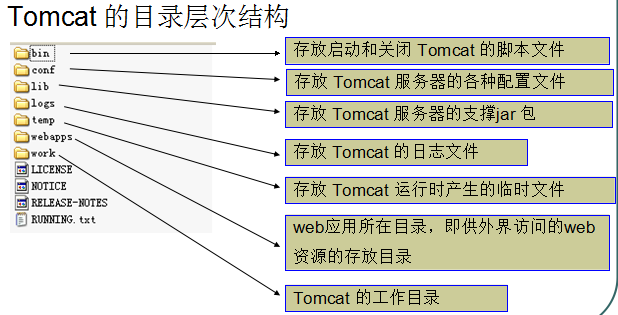 Tomcat 的目录层次结构
bin
conf
lib
logs
temp
webapps
work
LICENSE
NOTICE
RELEASE-NOTES
RUNNING.txt
存放启动和关闭 Tomcat 的脚本文件
存放 Tomcat 服务器的各种配置文件
存放 Tomcat 服务器的支撑jar 包
存放 Tomcat 的日志文件
存放 Tomcat 运行时产生的临时文件
web应用所在目录，即供外界访问的web
资源的存放目录
Tomcat 的工作目录